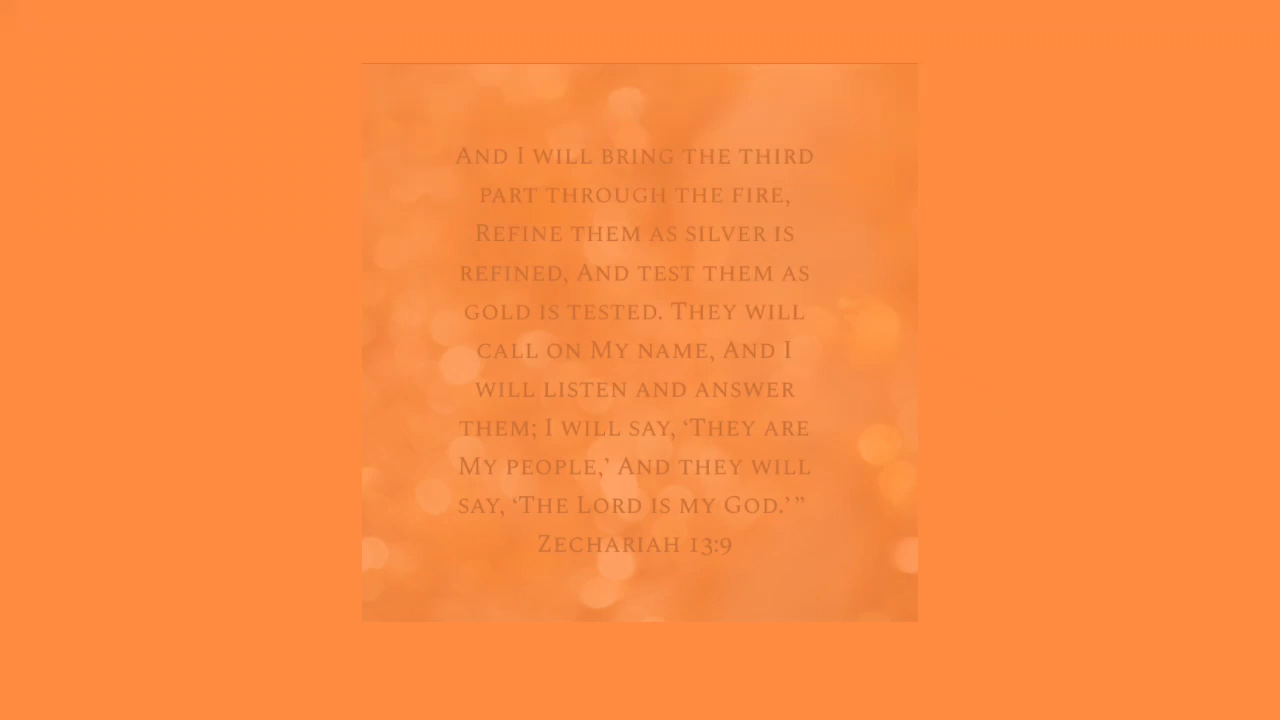 And I will bring the third
part through the fire,
Refine them as silver is
refined, And test them as
gold is tested. They will
call on My name, And I
will listen and answer
them; I will say, ‘They are
My people,’ And they will
say, ‘The Lord is my God.’ ”
Zechariah 13:9